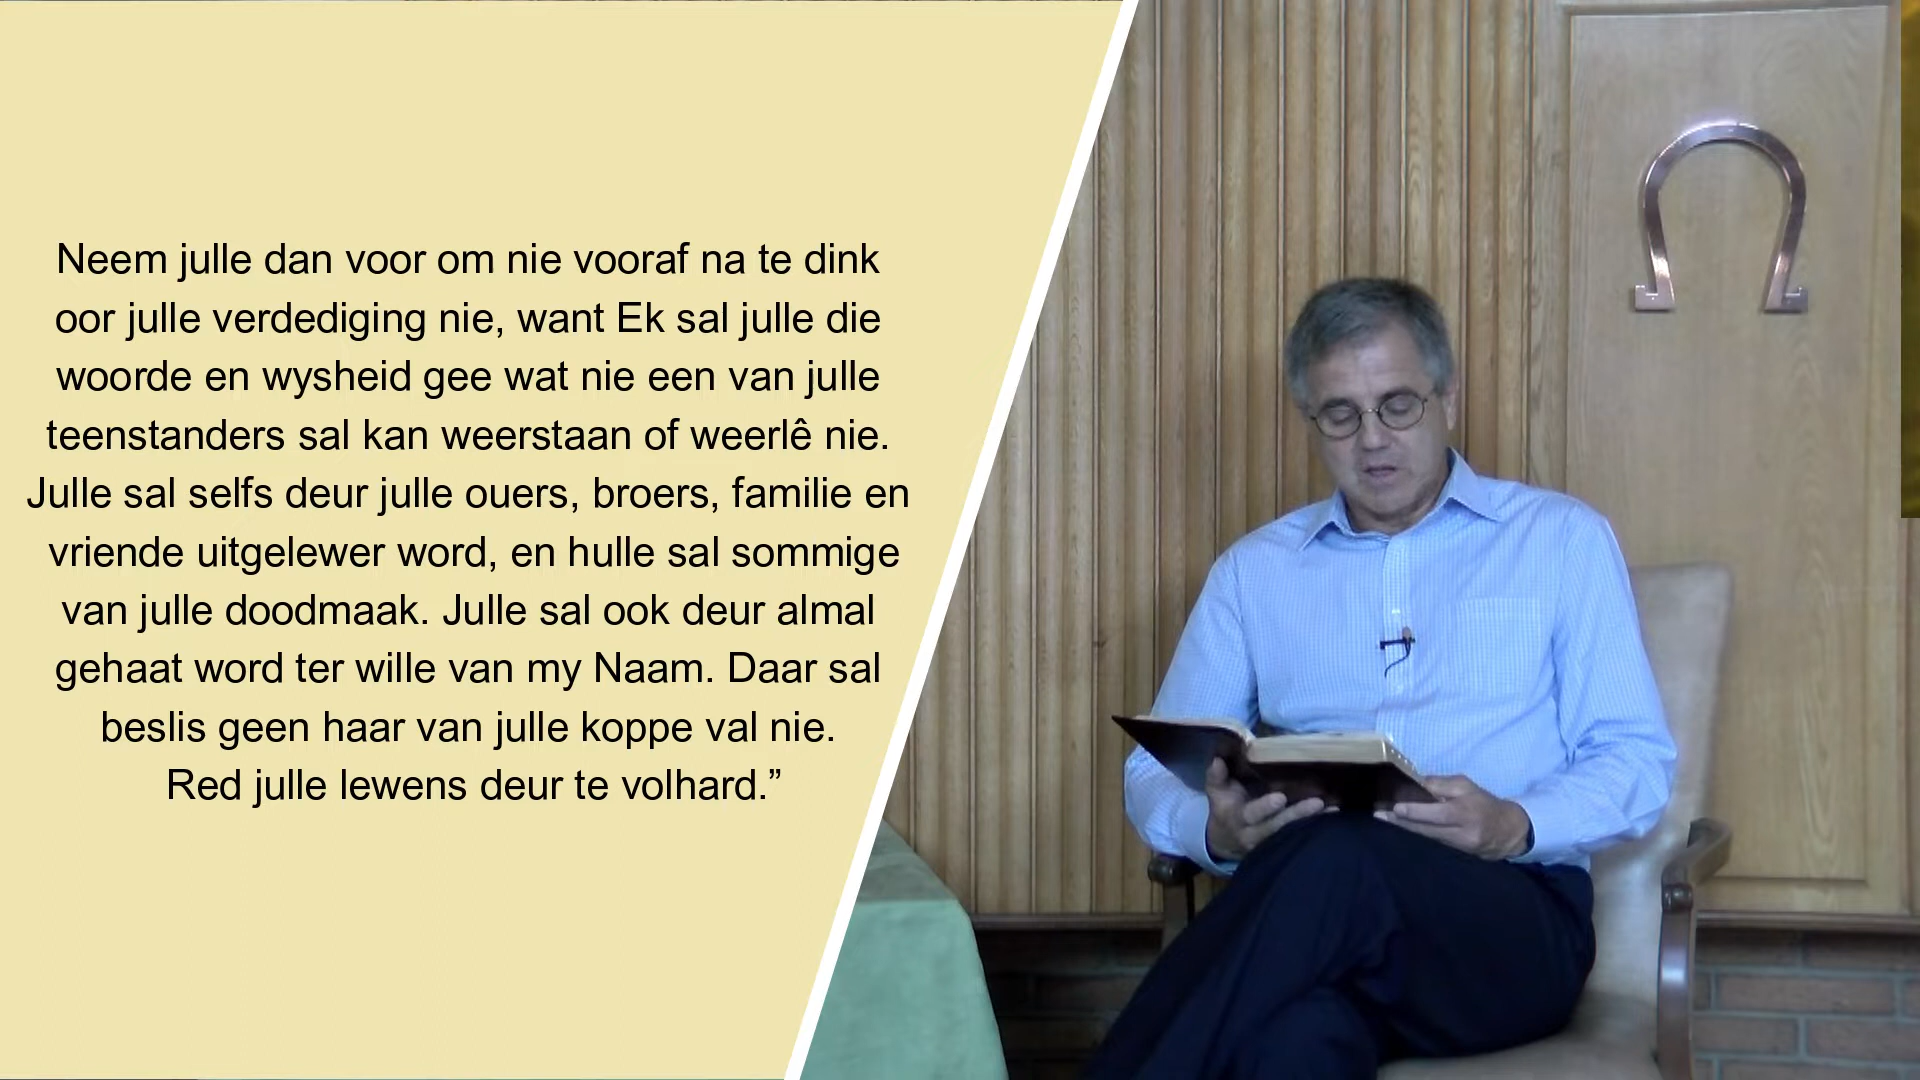 Neem julle dan voor om nie vooraf na te dink
oor julle verdediging nie, want Ek sal julle die
woorde en wysheid gee wat nie een van julle
teenstanders sal kan weerstaan of weerlê nie.
Julle sal selfs deur julle ouers, broers, familie en
vriende uitgelewer word, en hulle sal sommige
van julle doodmaak. Julle sal ook deur almal
gehaat word ter wille van my Naam. Daar sal
beslis geen haar van julle koppe val nie.
Red julle lewens deur te volhard.”
Ω